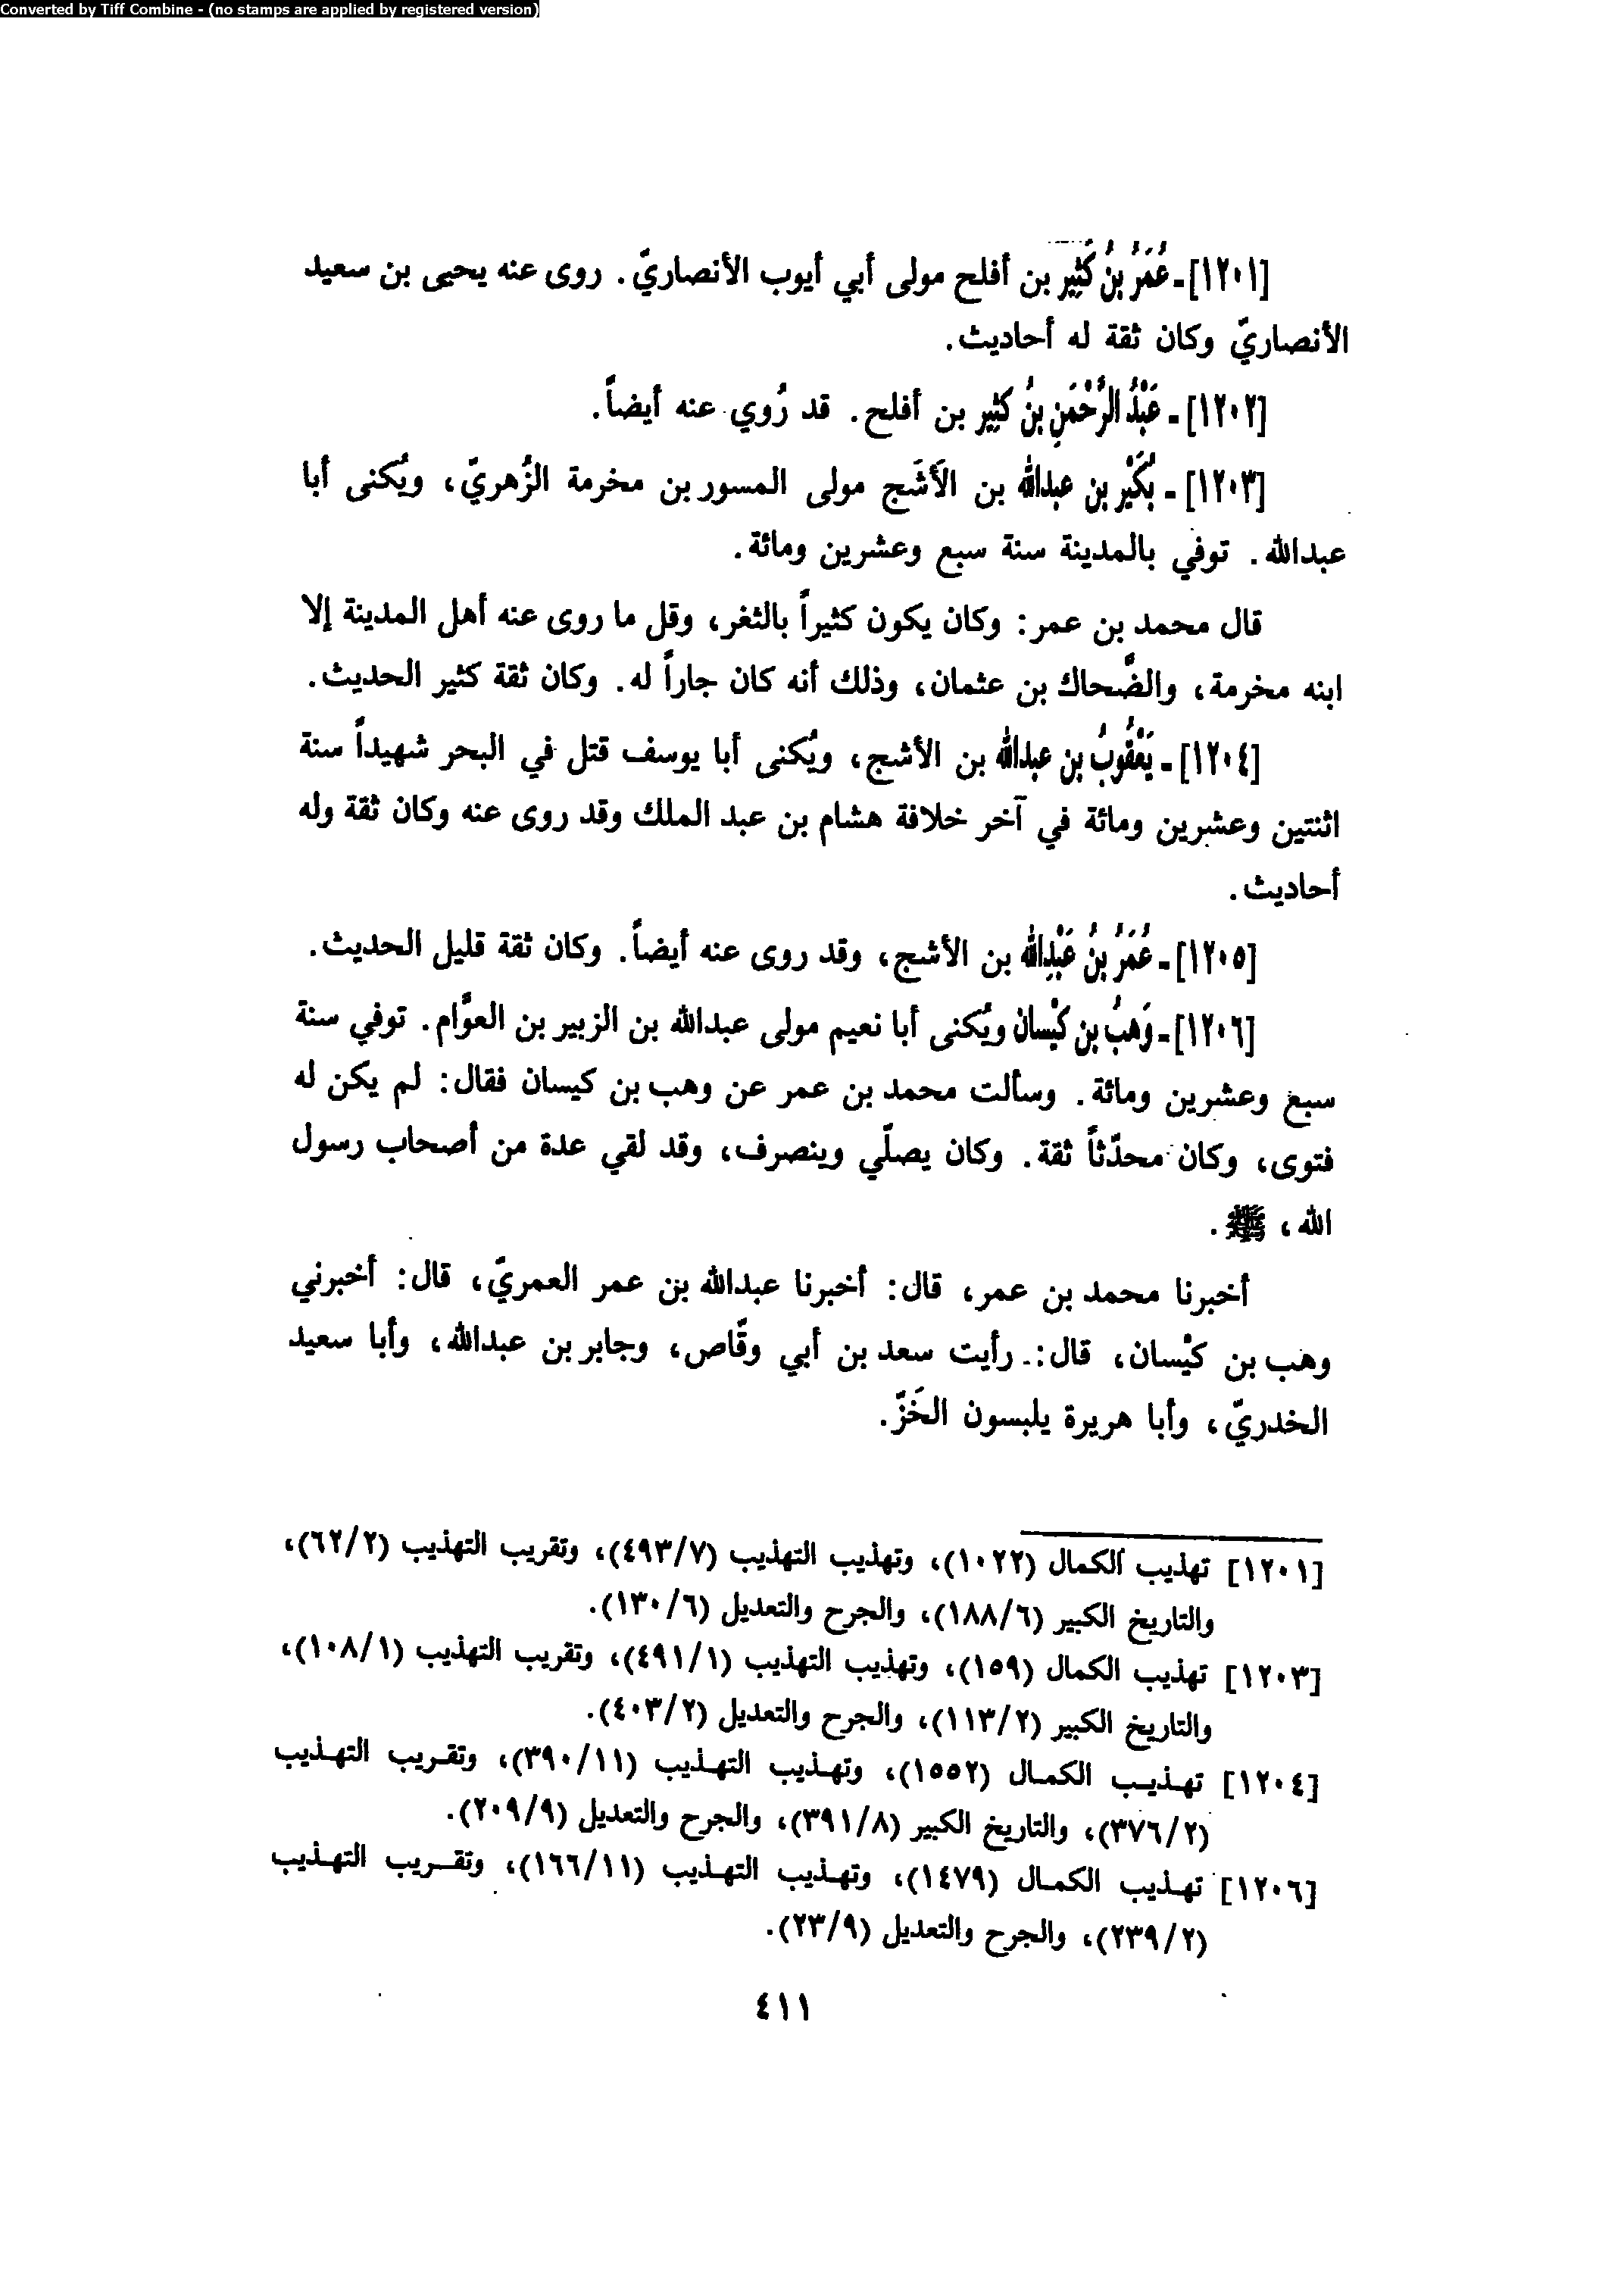 Converted by Tiff Combine - (no stamps are applied by registered version)
[١٢٠١] - عُمَرُ بنُ كَثِير بن أفلح مولى أبي أيوب الأنصاريّ. روى عنه يحيى بن سعيد
الأنصاريّ وكان ثقة له أحاديث.
[١٢٠٢] - عَبْدُ الرَّحْمَنِ بنُ كثِير بن أفلح. قد رُوي عنه أيضاً.
[١٢٠٣] - بُكَيْر بن عبدالله بن الأَشَج مولى المسور بن مخرمة الزُّهريّ، ويُكنى أبا
عبدالله. توفي بالمدينة سنة سبع وعشرين ومائة.
قال محمد بن عمر: وكان يكون كثيراً بالثغر، وقل ما روى عنه أهل المدينة إلا
ابنه مخرمة، والضَّحاك بن عثمان، وذلك أنه كان جاراً له. وكان ثقة كثير الحديث.
[١٢٠٤] - يَعْقُوبُ بن عبدالله بن الأشج، ويُكنى أبا يوسف قتل في البحر شهيداً سنة
اثنتين وعشرين ومائة في آخر خلافة هشام بن عبد الملك وقد روى عنه وكان ثقة وله
أحاديث.
[١٢٠٥] - عُمَرُ بنُ عَبْدِالله بن الأشج، وقد روى عنه أيضاً. وكان ثقة قليل الحديث.
[١٢٠٦] - وَهبُ بن كَيْسان ويُكنى أبا نعيم مولى عبدالله بن الزبير بن العوَّام. توفي سنة
سبع وعشرين ومائة. وسألت محمد بن عمر عن وهب بن كيسان فقال: لم يكن له
فتوى، وكان محدّثاً ثقة. وكان يصلّي وينصرف، وقد لقي عدة من أصحاب رسول
الله، ﷺ.
أخبرنا محمد بن عمر، قال: أخبرنا عبدالله بن عمر العمريّ، قال: أخبرني
وهب بن كيْسان، قال: رأيت سعد بن أبي وقّاص، وجابر بن عبدالله، وأبا سعيد
الخدريّ، وأبا هريرة يلبسون الخَزّ.
[١٢٠١] تهذيب الكمال (١٠٢٢)، وتهذيب التهذيب (٤٩٣/٧)، وتقريب التهذيب (٦٢/٢)،
والتاريخ الكبير (١٨٨/٦)، والجرح والتعديل (١٣٠/٦).
[١٢٠٣] تهذيب الكمال (١٥٩)، وتهذيب التهذيب (٤٩١/١)، وتقريب التهذيب (١٠٨/١)،
والتاريخ الكبير (١١٣/٢)، والجرح والتعديل (٤٠٣/٢).
[١٢٠٤] تهذيب الكمال (١٥٥٢)، وتهذيب التهذيب (٣٩٠/١١)، وتقريب التهذيب
(٣٧٦/٢)، والتاريخ الكبير (٣٩١/٨)، والجرح والتعديل (٢٠٩/٩).
[١٢٠٦] تهذيب الكمال (١٤٧٩)، وتهذيب التهذيب (١٦٦/١١)، وتقريب التهذيب
(٢٣٩/٢)، والجرح والتعديل (٢٣/٩).
٤١١